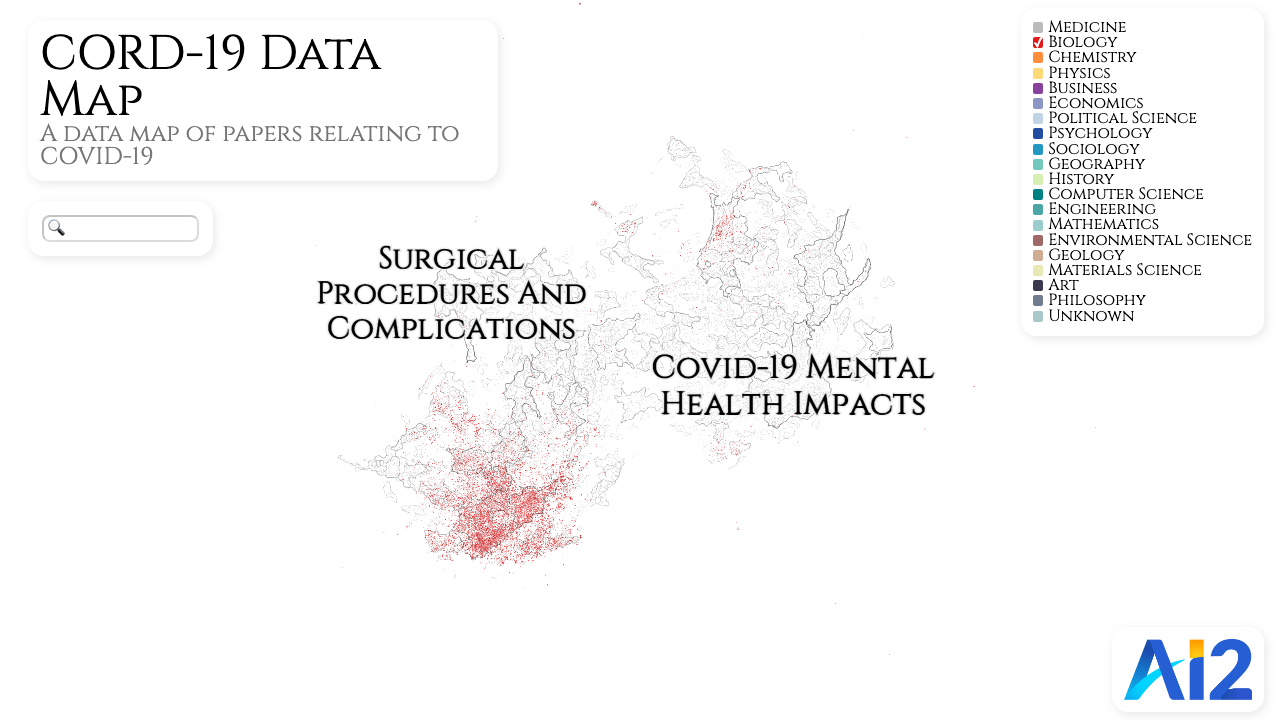 CORD-19 Data
Map
A data map of papers relating to
COVID-19
Surgical
Procedures And
Complications
Covid-19 Mental
Health Impacts
Medicine
Biology
Chemistry
Physics
Business
Economics
Political Science
Psychology
Sociology
Geography
History
Computer Science
Engineering
Mathematics
Environmental Science
Geology
Materials Science
Art
Philosophy
Unknown
Ai2